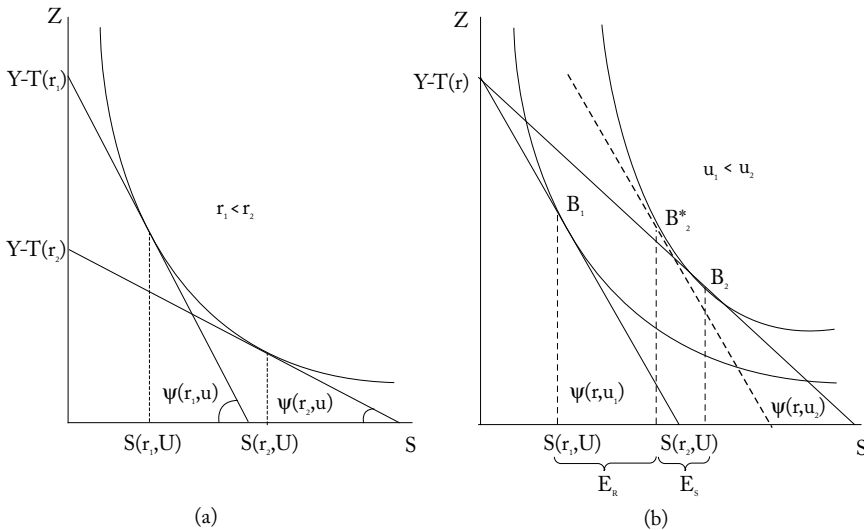 Z
Y-T(r₁)
r₁ < r₂
Y-T(r₂)
ψ(r₁,u)
ψ(r₂,u)
S(r₁,U)
S(r₂,U)
S
(a)
Z
Y-T(r)
u₁ < u₂
B₁
B*₂
B₂
ψ(r,u₁)
ψ(r,u₂)
S(r₁,U)
S(r₂,U)
S
E_R
E_S
(b)